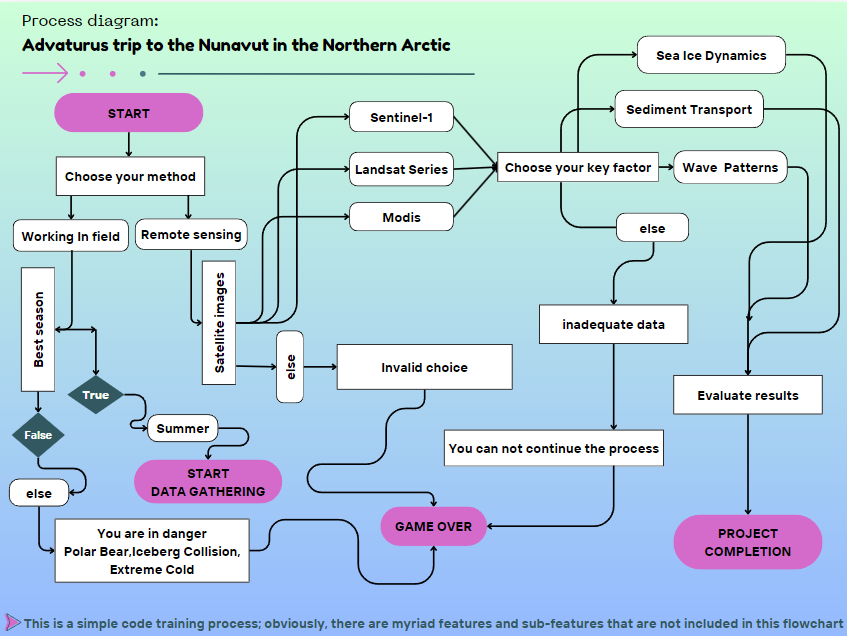 Process diagram:
Advaturus trip to the Nunavut in the Northern Arctic
START
Choose your method
Working In field
Remote sensing
Best season
Satellite images
True
False
Summer
START
DATA GATHERING
else
You are in danger
Polar Bear,Iceberg Collision,
Extreme Cold
Sentinel-1
Landsat Series
Modis
else
Invalid choice
GAME OVER
Choose your key factor
Sea Ice Dynamics
Sediment Transport
Wave Patterns
else
inadequate data
You can not continue the process
Evaluate results
PROJECT
COMPLETION
This is a simple code training process; obviously, there are myriad features and sub-features that are not included in this flowchart